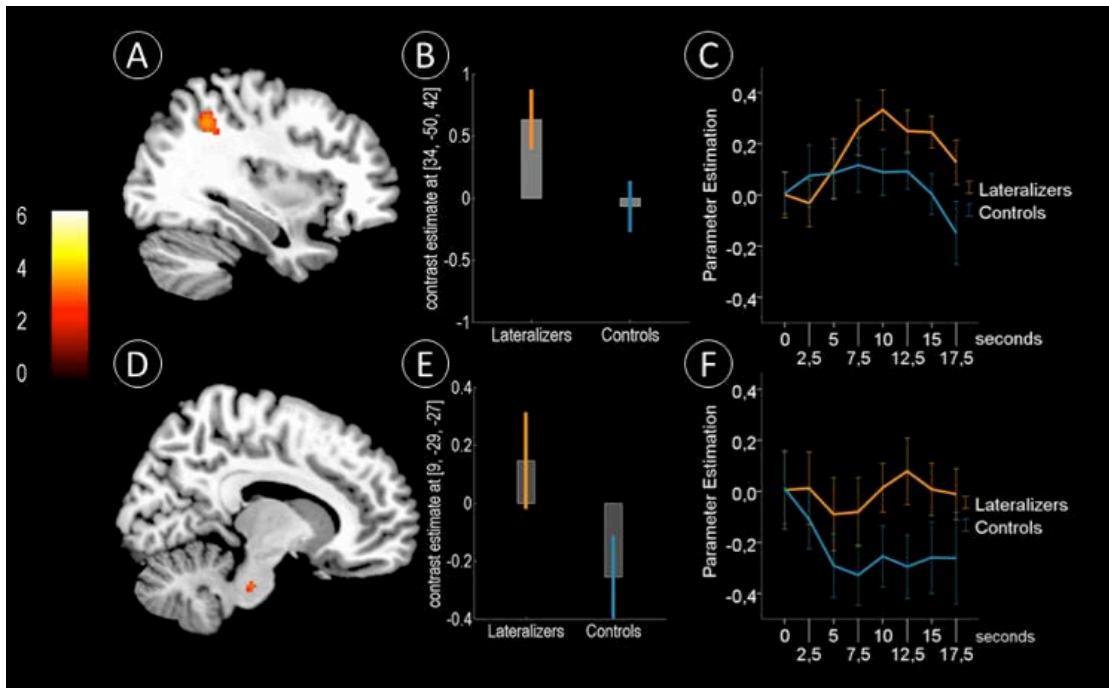 A
B
C
6
4
2
0
contrast estimate at [34, -50, 42]
1
0.5
0
-0.5
-1
Lateralizers
Controls
Parameter Estimation
0,4
0,2
0,0
-0,2
-0,4
Lateralizers
Controls
0 5 10 15 seconds
2,5 7,5 12,5 17,5
D
E
F
contrast estimate at [9, -29, -27]
0.4
0.2
0
-0.2
-0.4
Lateralizers
Controls
Parameter Estimation
0,4
0,2
0,0
-0,2
-0,4
Lateralizers
Controls
0 5 10 15 seconds
2,5 7,5 12,5 17,5